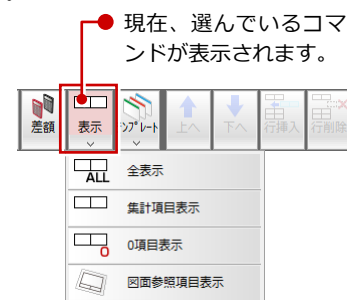 現在、選んでいるコマ
ンドが表示されます。
差額 表示 ﾝﾌﾟﾚｰﾄ 上へ 下へ 行挿入 行削除
ALL 全表示
集計項目表示
0 0項目表示
図面参照項目表示